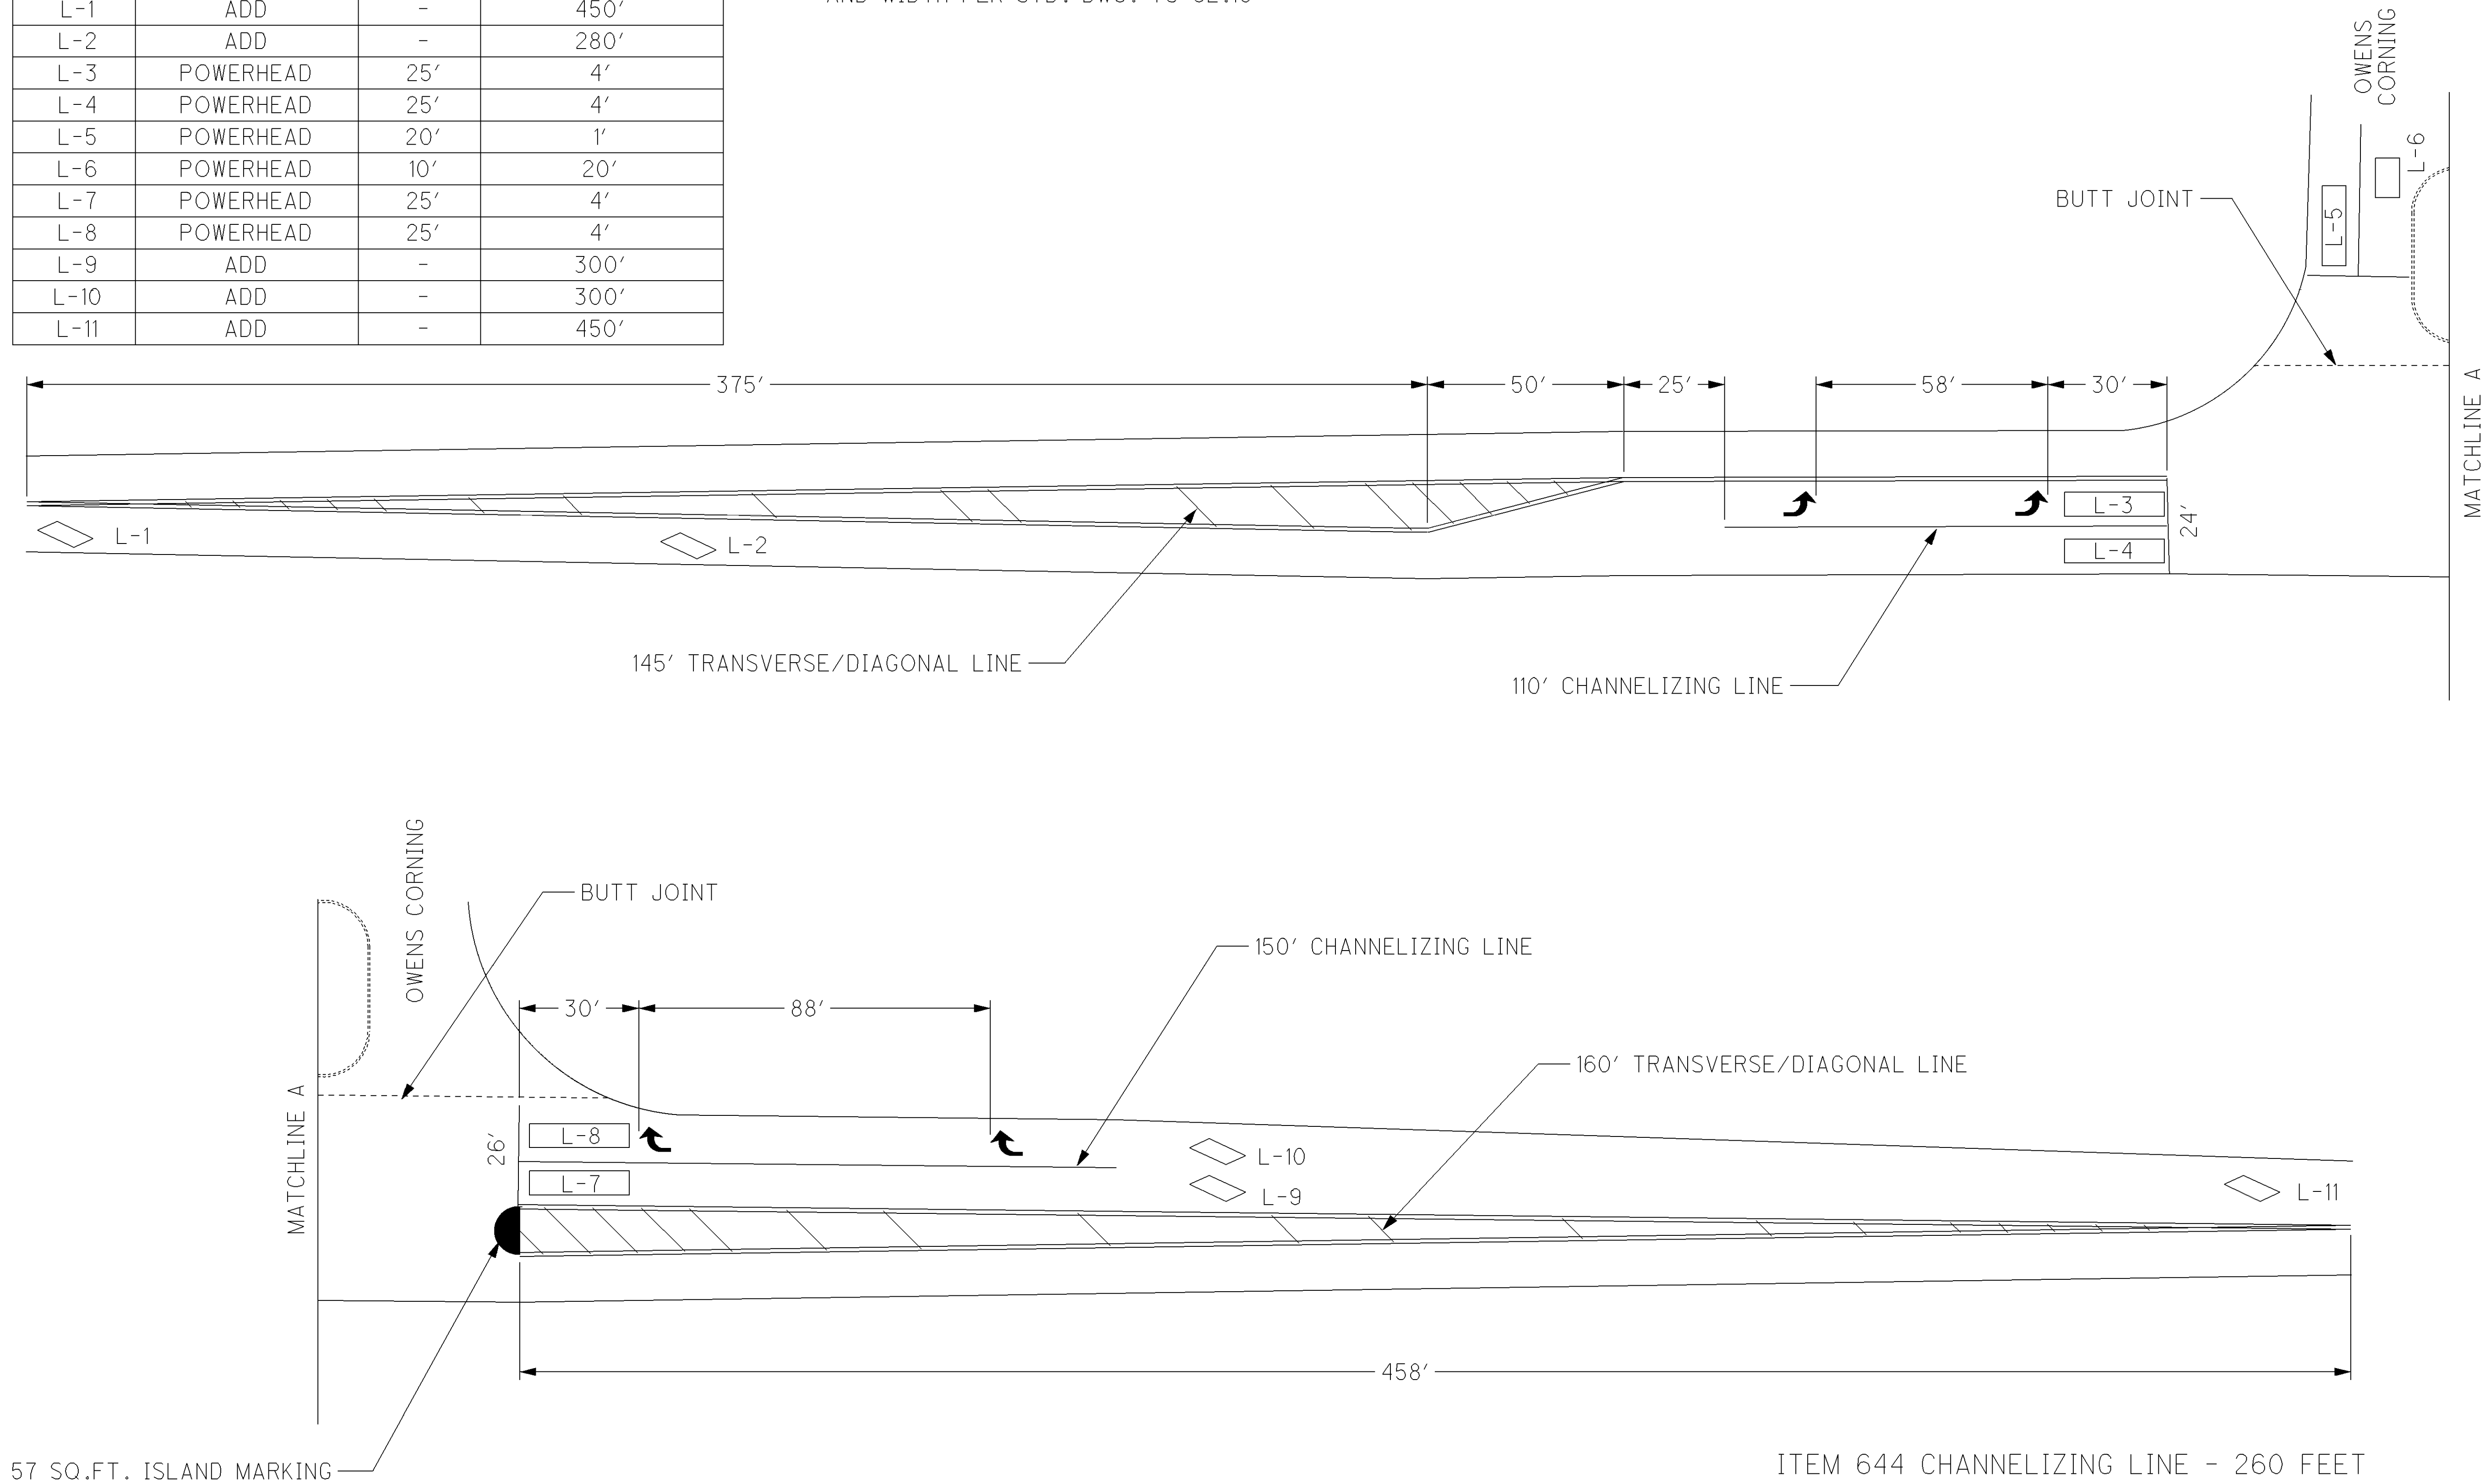 L-1 ADD - 450'
L-2 ADD - 280'
L-3 POWERHEAD 25' 4'
L-4 POWERHEAD 25' 4'
L-5 POWERHEAD 20' 1'
L-6 POWERHEAD 10' 20'
L-7 POWERHEAD 25' 4'
L-8 POWERHEAD 25' 4'
L-9 ADD - 300'
L-10 ADD - 300'
L-11 ADD - 450'
OWENS
CORNING
L-6
L-5
BUTT JOINT
MATCHLINE A
375'
50'
25'
58'
30'
L-1
L-2
L-3
L-4
24'
145' TRANSVERSE/DIAGONAL LINE
110' CHANNELIZING LINE
OWENS CORNING
BUTT JOINT
150' CHANNELIZING LINE
30'
88'
160' TRANSVERSE/DIAGONAL LINE
MATCHLINE A
26'
L-8
L-7
L-10
L-9
L-11
458'
57 SQ.FT. ISLAND MARKING
ITEM 644 CHANNELIZING LINE - 260 FEET